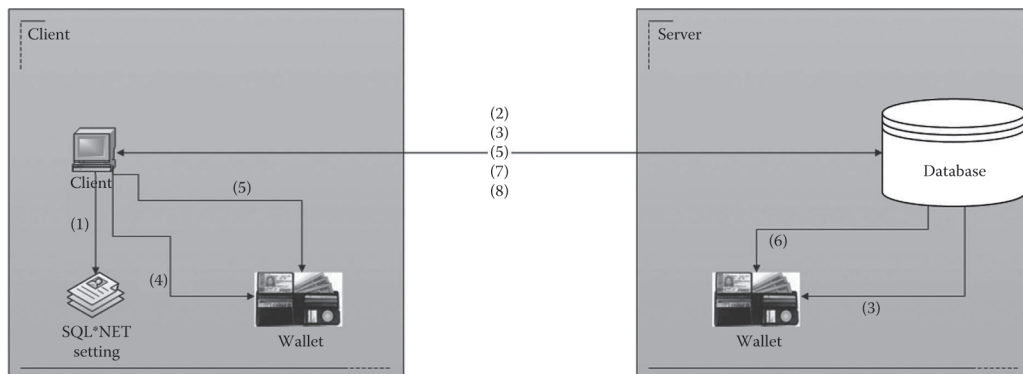 Client
Server
(2)
(3)
(5)
(7)
(8)
Database
Client
(5)
(1)
(6)
(4)
(3)
SQL*NET
setting
Wallet
Wallet